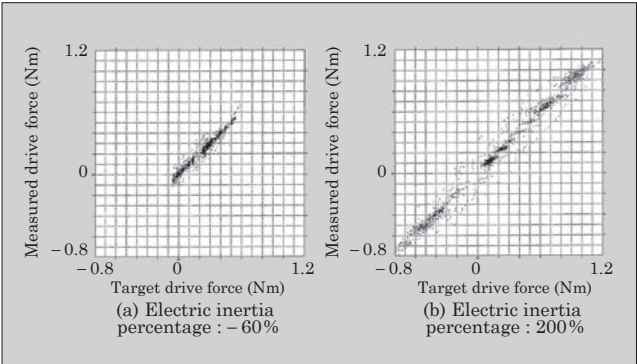 1.2
0
−0.8
Measured drive force (Nm)
−0.8
0
1.2
Target drive force (Nm)
(a) Electric inertia
percentage : −60%
1.2
0
−0.8
Measured drive force (Nm)
−0.8
0
1.2
Target drive force (Nm)
(b) Electric inertia
percentage : 200%